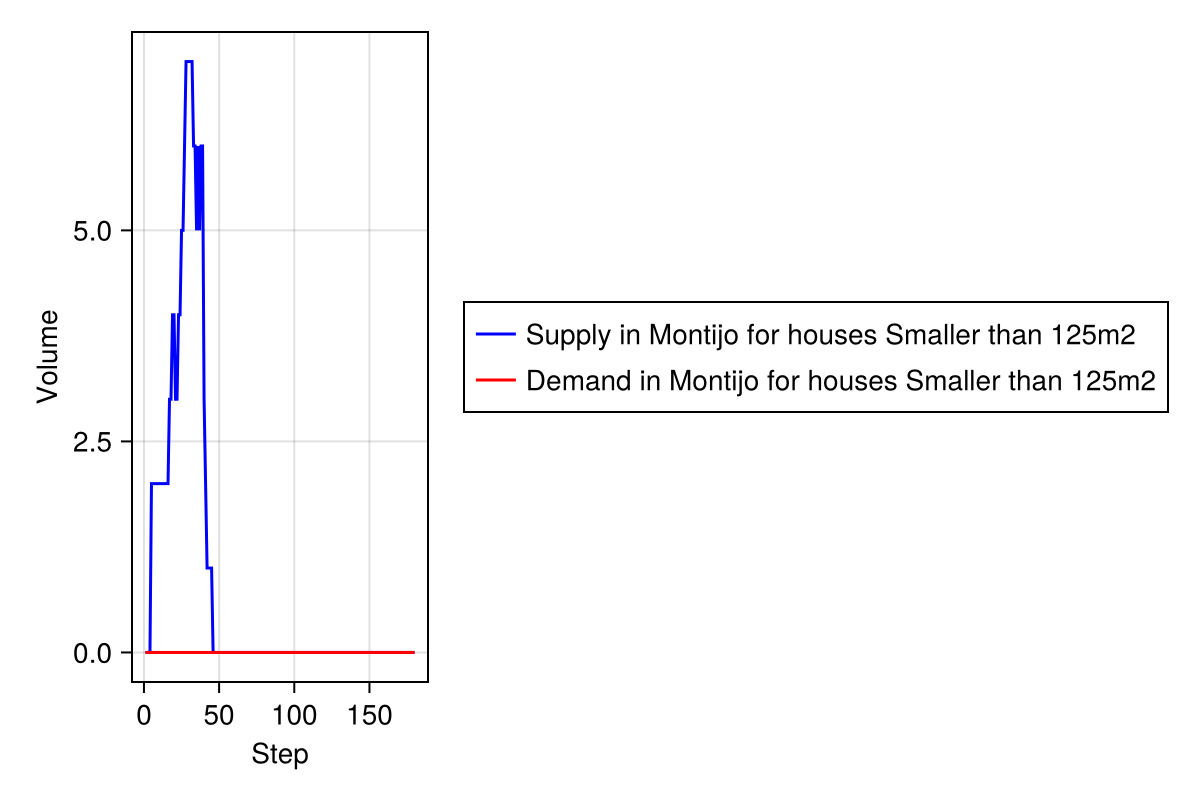 Volume
5.0
2.5
0.0
0 50 100 150
Step
Supply in Montijo for houses Smaller than 125m2
Demand in Montijo for houses Smaller than 125m2